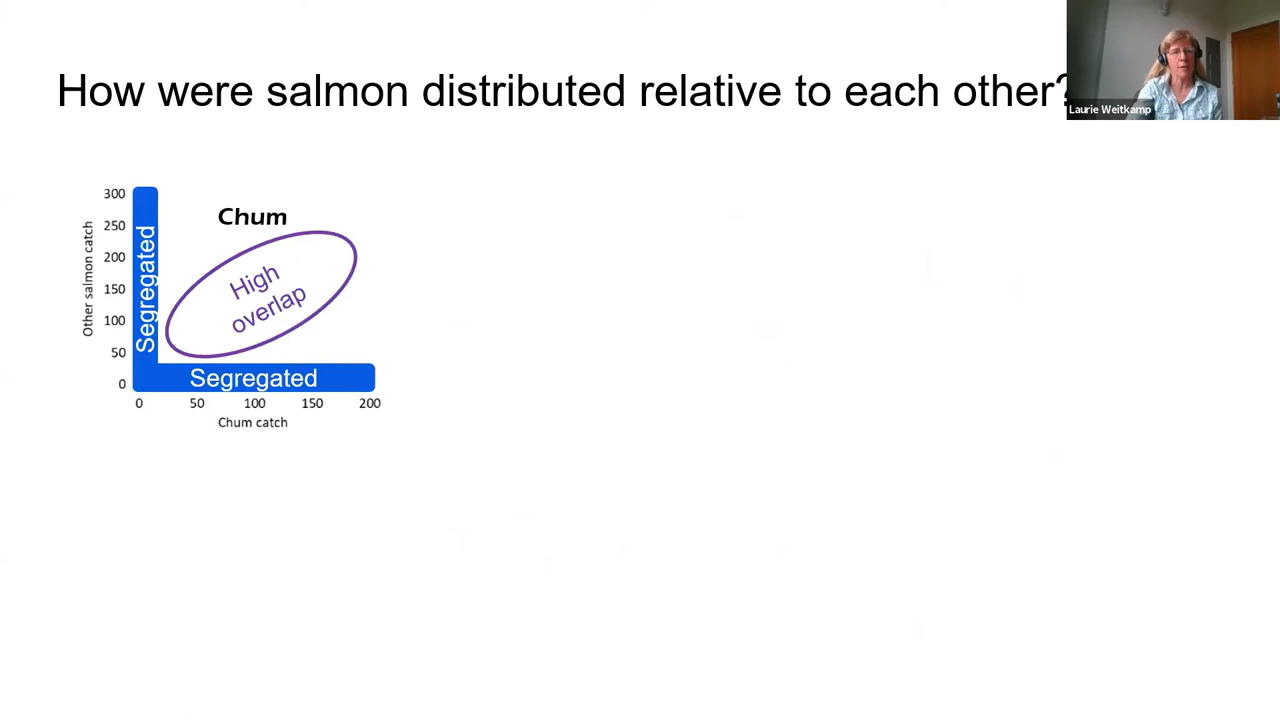 How were salmon distributed relative to each other?
Laurie Weitkamp
Chum
300
250
200
150
100
50
0
Other salmon catch
Segregated
High
overlap
Segregated
0 50 100 150 200
Chum catch